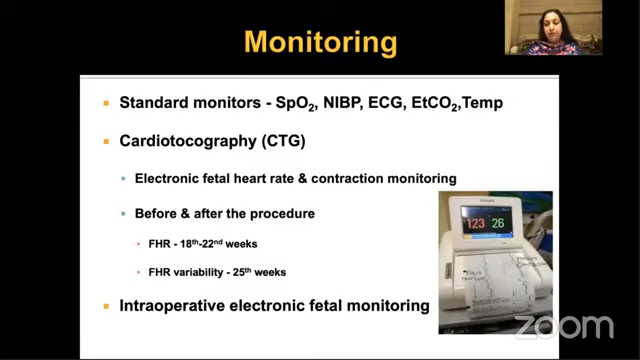 Monitoring
Standard monitors - SpO2, NIBP, ECG, EtCO2,Temp
Cardiotocography (CTG)
Electronic fetal heart rate & contraction monitoring
Before & after the procedure
FHR - 18th-22nd weeks
FHR variability - 25th weeks
Intraoperative electronic fetal monitoring
PHILIPS
123 26
zoom